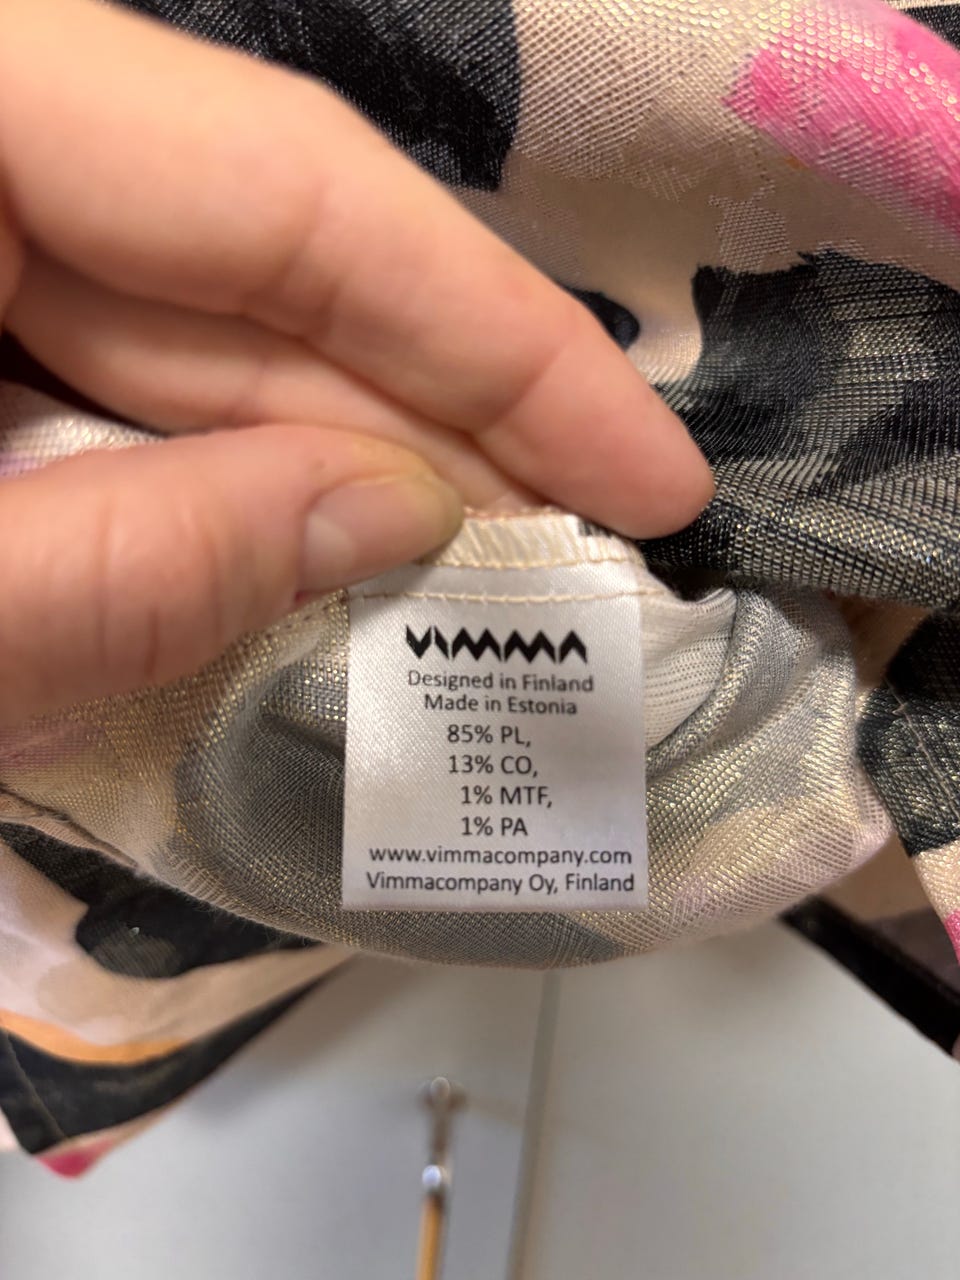 VIMMA
Designed in Finland
Made in Estonia
85% PL,
13% CO,
1% MTF,
1% PA
www.vimmacompany.com
Vimmacompany Oy, Finland